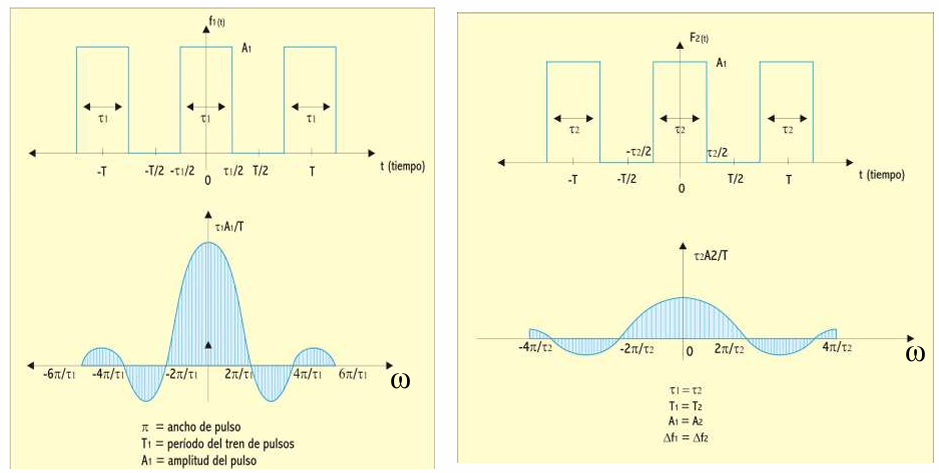 f1(t)
A1
τ1 τ1 τ1
-T -T/2 -τ1/2 0 τ1/2 T/2 T t (tiempo)
τ1A1/T
-6π/τ1 -4π/τ1 -2π/τ1 2π/τ1 4π/τ1 6π/τ1 ω
π = ancho de pulso
T1 = período del tren de pulsos
A1 = amplitud del pulso
F2(t)
A1
τ2 τ2 τ2
-τ2/2 τ2/2
-T -T/2 0 T/2 T t (tiempo)
τ2A2/T
-4π/τ2 -2π/τ2 0 2π/τ2 4π/τ2 ω
τ1 = τ2
T1 = T2
A1 = A2
Δf1 = Δf2